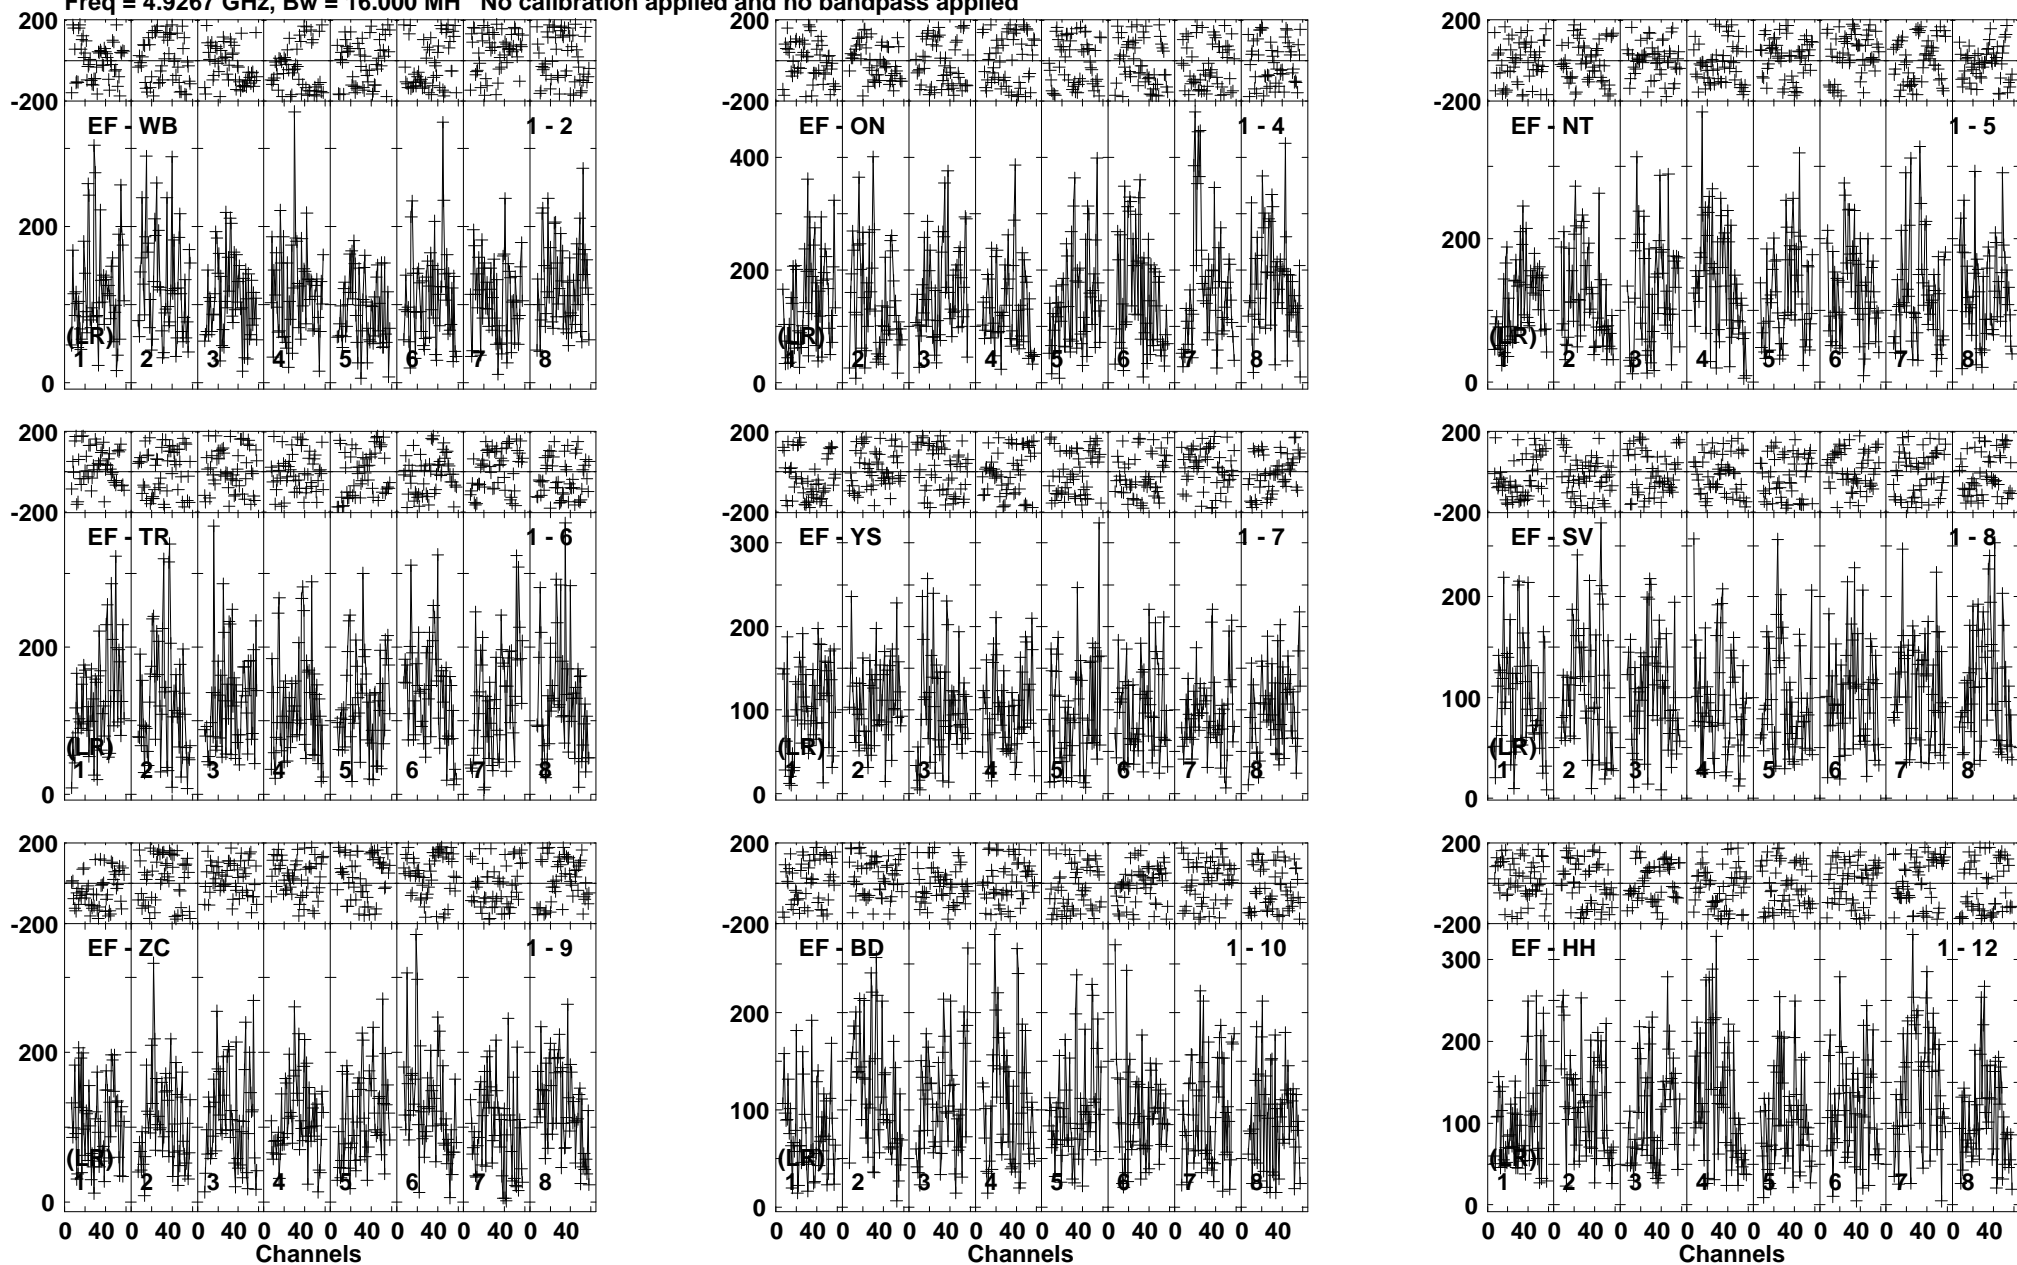 Freq = 4.9267 GHz, Bw = 16.000 MH No calibration applied and no bandpass applied
200 200 200
-200 -200 -200
EF - WB 1 - 2 EF - ON 1 - 4 EF - NT 1 - 5
400
200 200 200
(LR) (LR) (LR)
1 2 3 4 5 6 7 8 1 2 3 4 5 6 7 8 1 2 3 4 5 6 7 8
0 0 0
200 200 200
-200 -200 -200
EF - TR 1 - 6 EF - YS 1 - 7 EF - SV 1 - 8
300
200 200 200
100 100
(LR) (LR) (LR)
1 2 3 4 5 6 7 8 1 2 3 4 5 6 7 8 1 2 3 4 5 6 7 8
0 0 0
200 200 200
-200 -200 -200
EF - ZC 1 - 9 EF - BD 1 - 10 EF - HH 1 - 12
300
200 200 200
100 100
(LR) (LR) (LR)
1 2 3 4 5 6 7 8 1 2 3 4 5 6 7 8 1 2 3 4 5 6 7 8
0 0 0
0 40 0 40 0 40 0 40 0 40 0 40 0 40 0 40 0 40 0 40 0 40 0 40 0 40 0 40 0 40 0 40 0 40 0 40 0 40 0 40 0 40 0 40 0 40 0 40
Channels Channels Channels